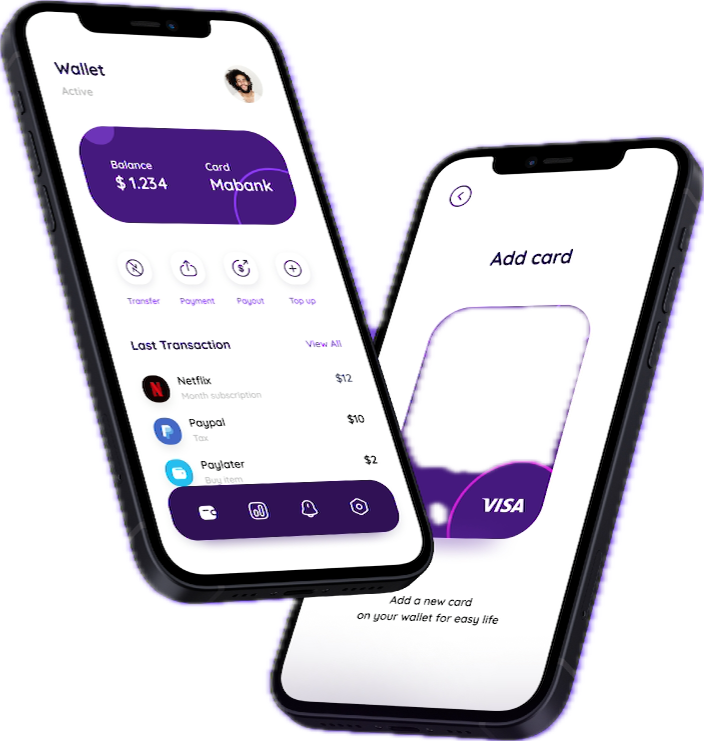 Wallet
Active
Balance
Card
$ 1.234
Mabank
Transfer
Payment
Payout
Top up
Last Transaction
View All
N
Netflix
$12
Month subscription
Paypal
$10
Tax
Paylater
$2
Buy item
Add card
VISA
Add a new card
on your wallet for easy life